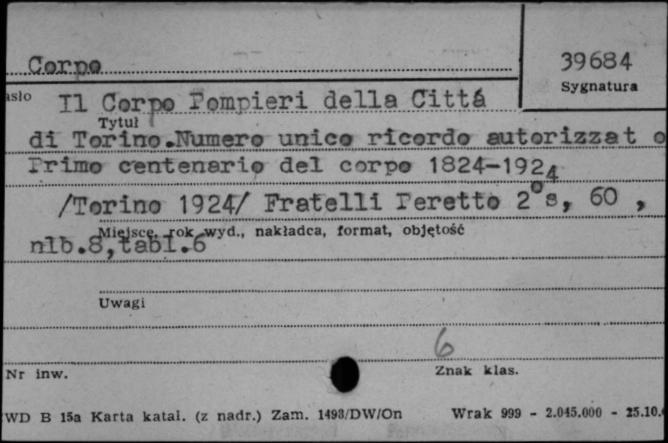 Corpo
39684
Sygnatura
asło
Il Corpo Pompieri della Cittá
Tytuł
di Torino.Numero unico ricordo autorizzat o
Primo centenario del corpo 1824-1924
/Torino 1924/ Fratelli Peretto 2°s, 60 ,
Miejsce, rok wyd., nakładca, format, objętość
nlb.8,tabl.6
Uwagi
6
Nr inw.
Znak klas.
WD B 15a Karta katal. (z nadr.) Zam. 1498/DW/On
Wrak 999 - 2.045.000 - 25.10.